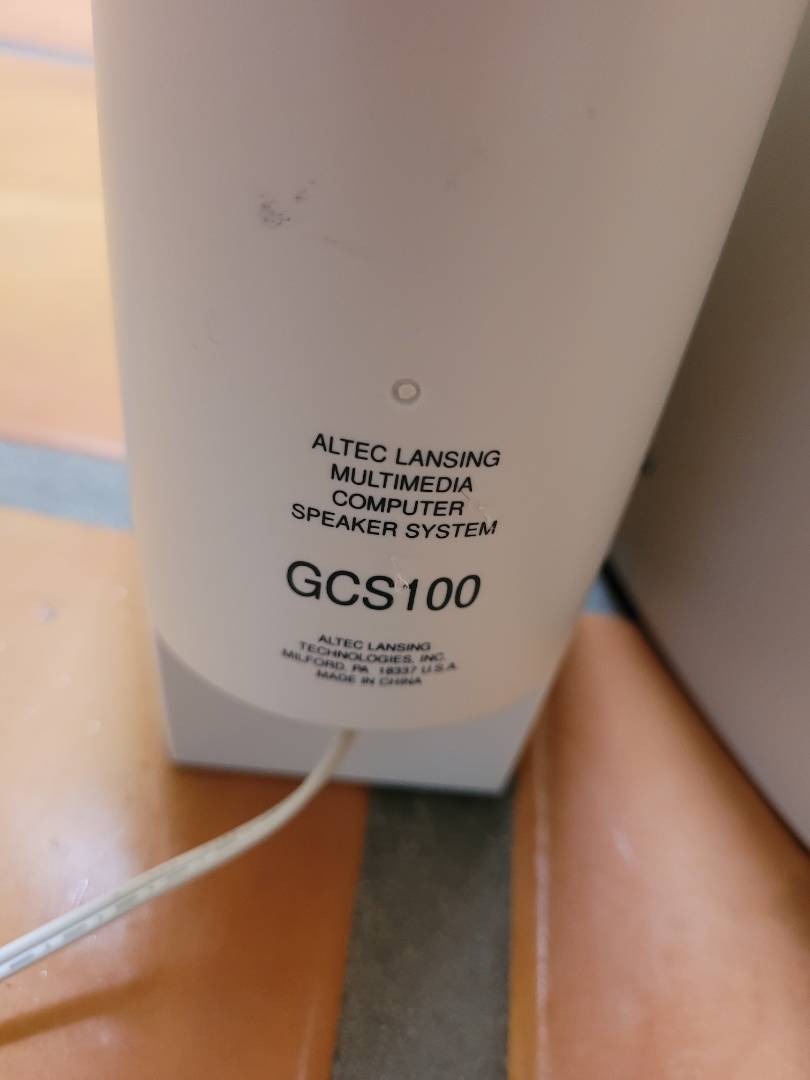 ALTEC LANSING
MULTIMEDIA
COMPUTER
SPEAKER SYSTEM
GCS100
ALTEC LANSING
TECHNOLOGIES, INC.
MILFORD, PA 18337 U.S.A
MADE IN CHINA